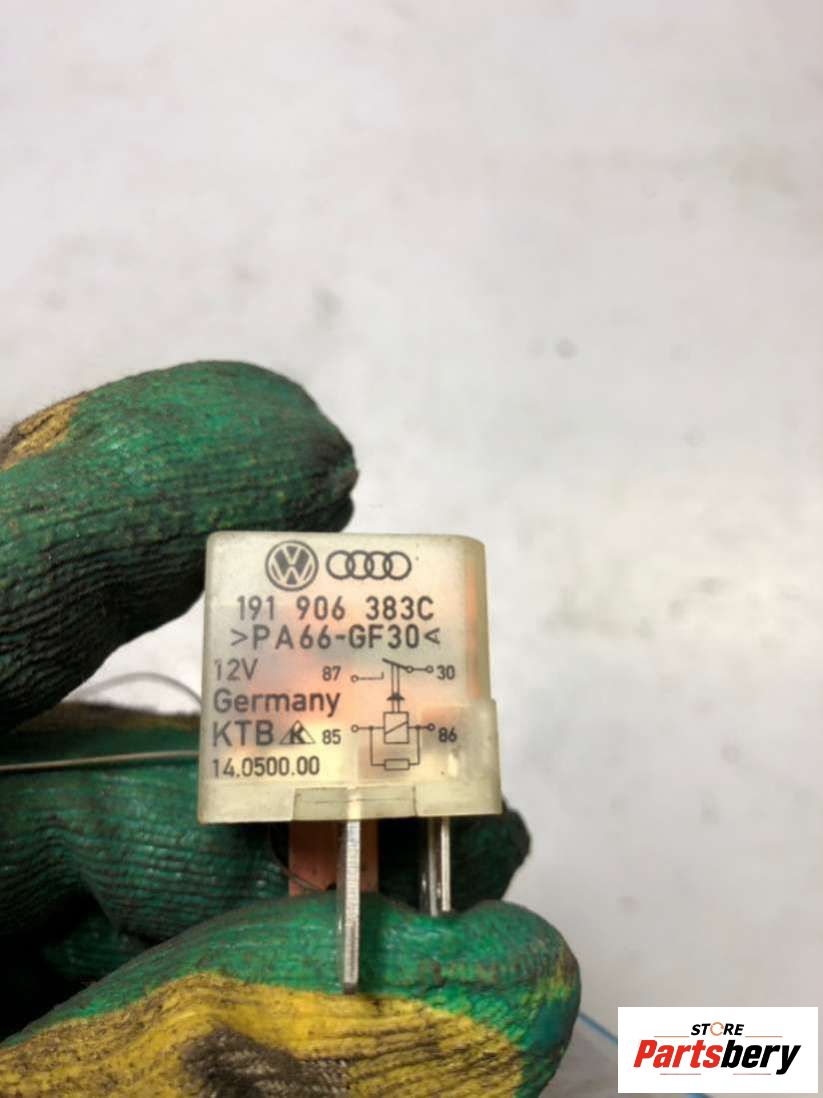 191 906 383C
>PA66-GF30<
12V 87 30
Germany
KTB K 85 86
14.0500.00
STORE
Partsbery